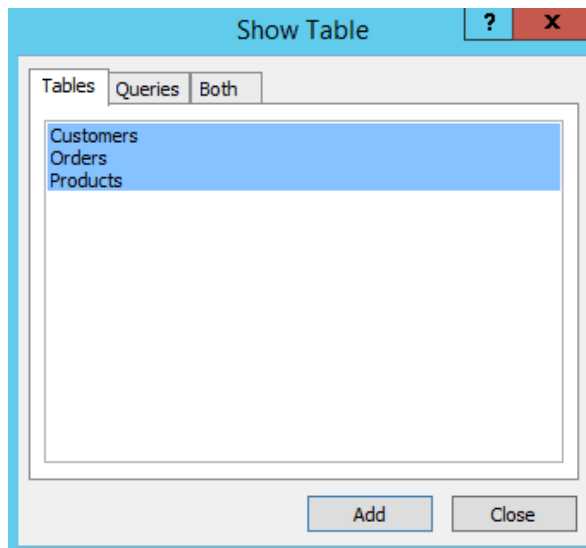 Show Table
?
x
Tables Queries Both
Customers
Orders
Products
Add Close